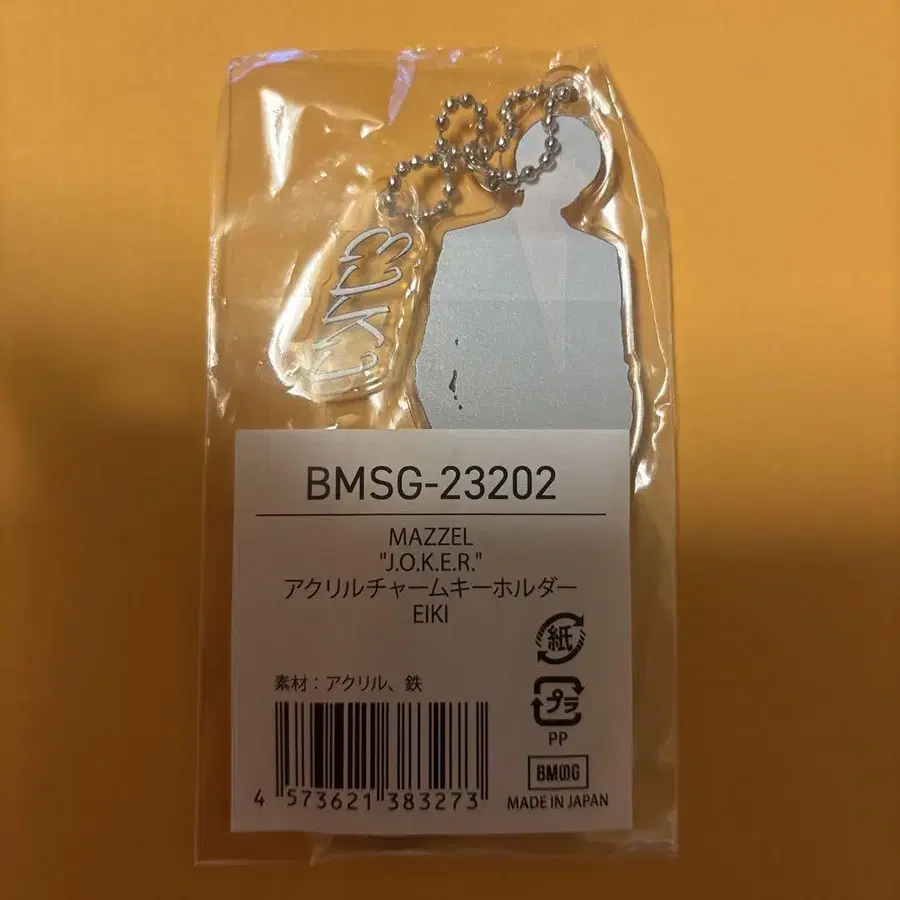 EIKI
BMSG-23202
MAZZEL
"J.O.K.E.R."
アクリルチャームキーホルダー
EIKI
紙
素材：アクリル、鉄
プラ
PP
BMSG
4 573621 383273
MADE IN JAPAN